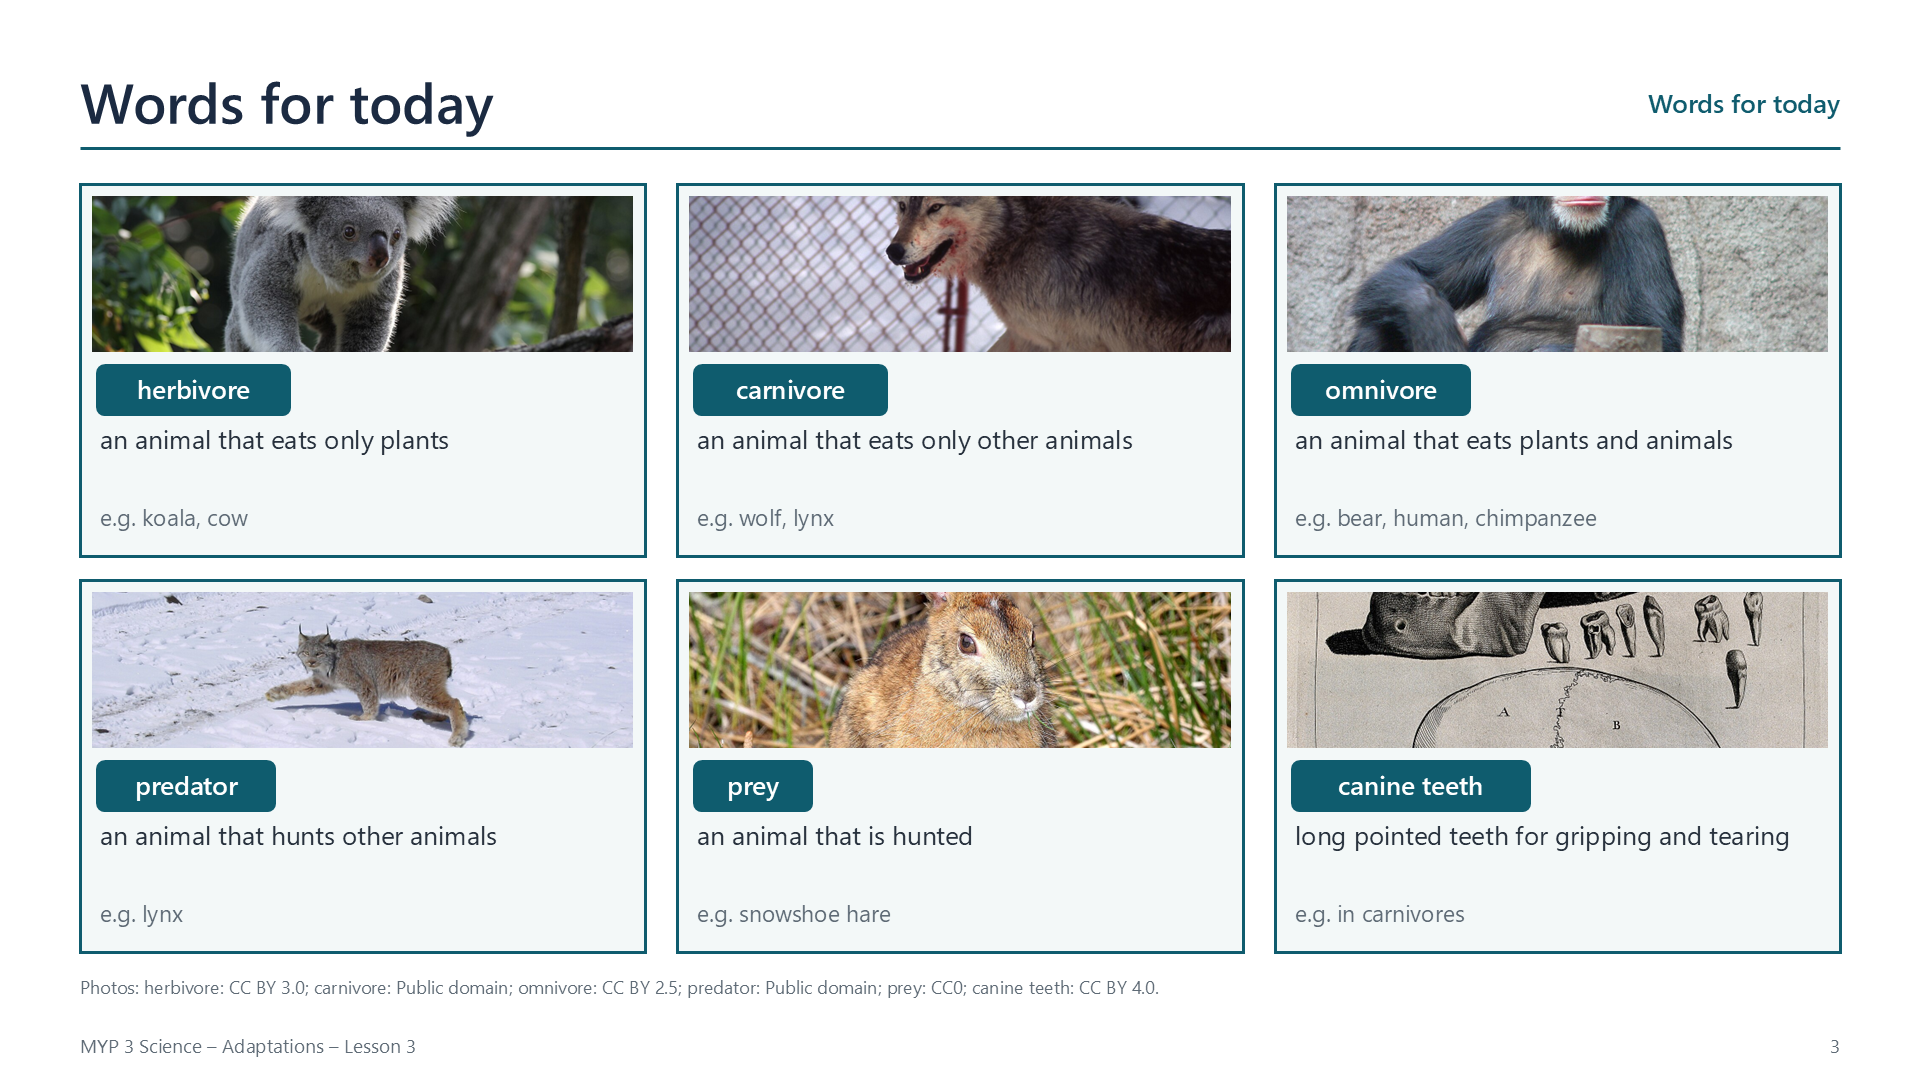 Words for today
Words for today
herbivore
an animal that eats only plants
e.g. koala, cow
carnivore
an animal that eats only other animals
e.g. wolf, lynx
omnivore
an animal that eats plants and animals
e.g. bear, human, chimpanzee
predator
an animal that hunts other animals
e.g. lynx
prey
an animal that is hunted
e.g. snowshoe hare
A B
canine teeth
long pointed teeth for gripping and tearing
e.g. in carnivores
Photos: herbivore: CC BY 3.0; carnivore: Public domain; omnivore: CC BY 2.5; predator: Public domain; prey: CC0; canine teeth: CC BY 4.0.
MYP 3 Science – Adaptations – Lesson 3
3